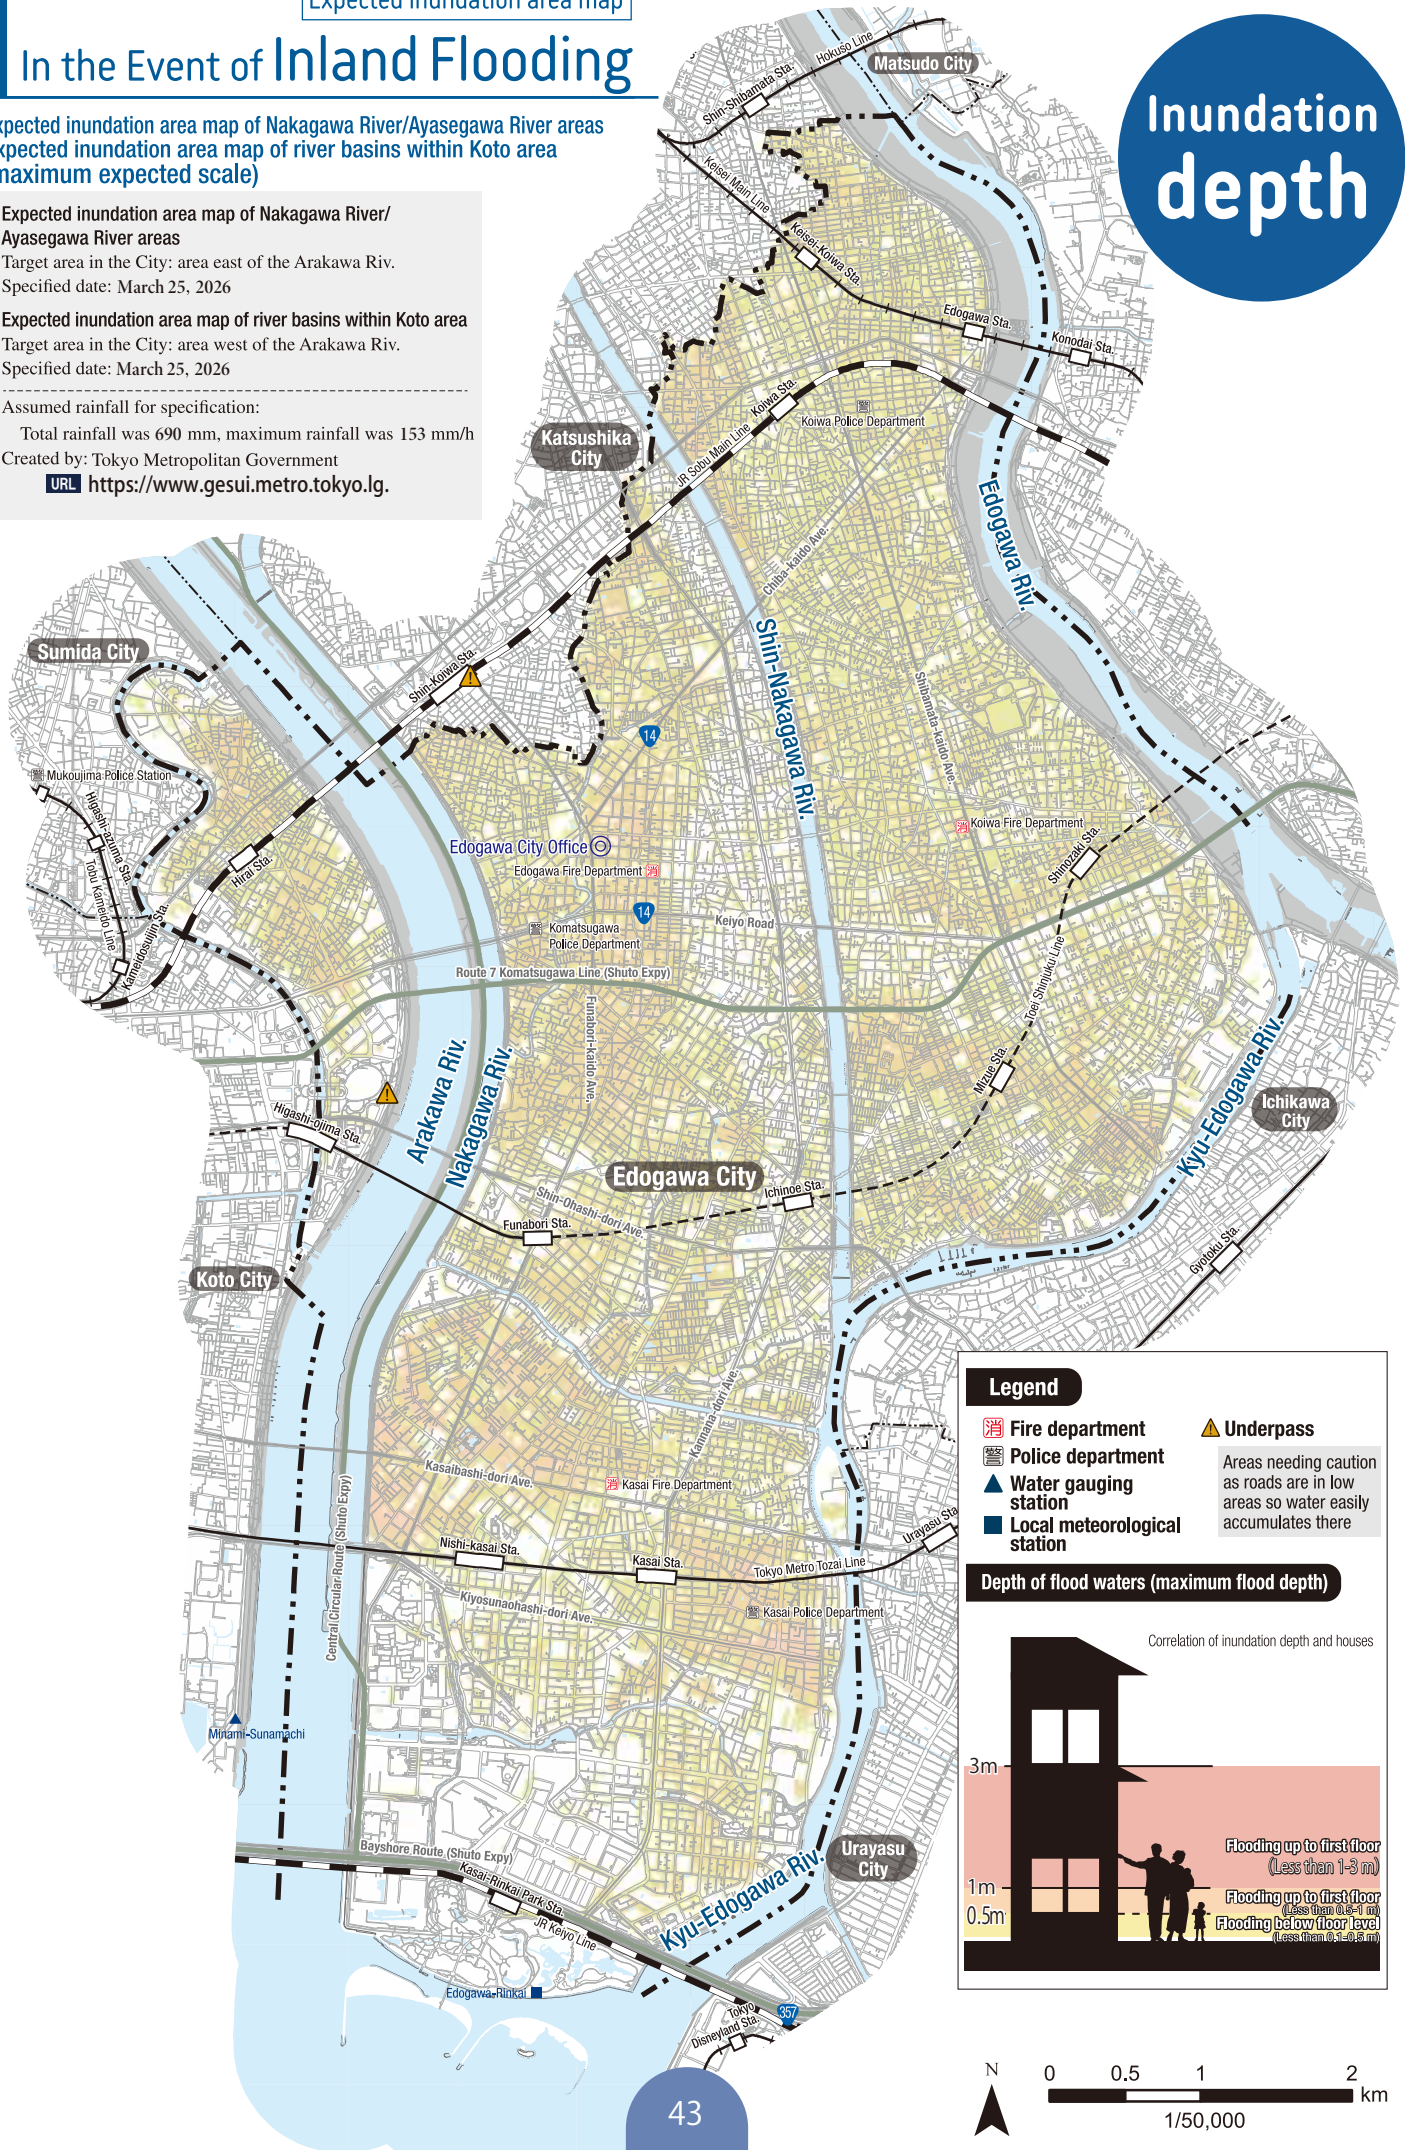 Expected inundation area map
In the Event of Inland Flooding
xpected inundation area map of Nakagawa River/Ayasegawa River areas
xpected inundation area map of river basins within Koto area
maximum expected scale)
Expected inundation area map of Nakagawa River/
Ayasegawa River areas
Target area in the City: area east of the Arakawa Riv.
Specified date: March 25, 2026
Expected inundation area map of river basins within Koto area
Target area in the City: area west of the Arakawa Riv.
Specified date: March 25, 2026
Assumed rainfall for specification:
Total rainfall was 690 mm, maximum rainfall was 153 mm/h
Created by: Tokyo Metropolitan Government
URL https://www.gesui.metro.tokyo.lg.
Inundation
depth
Hokuso Line
Matsudo City
Shin-Shibamata Sta.
Keisei Main Line
Keisei-Koiwa Sta.
Edogawa Sta.
Konodai Sta.
Koiwa Sta.
Koiwa Police Department
Katsushika
City
JR Sobu Main Line
Edogawa Riv.
Chiba-kaido Ave.
Shin-Nakagawa Riv.
Sumida City
Shin-Koiwa Sta.
Shibamata-kaido Ave.
14
Mukoujima Police Station
Higashi-azuma Sta.
Tobu Kameido Line
Hirai Sta.
Kameidosuijin Sta.
Edogawa City Office
Edogawa Fire Department
消
消
Koiwa Fire Department
Shinozaki Sta.
14
Keiyo Road
警
Komatsugawa
Police Department
Route 7 Komatsugawa Line (Shuto Expy)
Toei Shinjuku Line
Funabori-kaido Ave.
Mizue Sta.
Arakawa Riv.
Nakagawa Riv.
Kyu-Edogawa Riv.
Ichikawa
City
Higashi-ojima Sta.
Edogawa City
Ichinoe Sta.
Shin-Ohashi-dori Ave.
Funabori Sta.
Gyotoku Sta.
Koto City
Kannana-dori Ave.
Kasaibashi-dori Ave.
消
Kasai Fire Department
Central Circular Route (Shuto Expy)
Nishi-kasai Sta.
Kasai Sta.
Tokyo Metro Tozai Line
Urayasu Sta.
Kiyosunaohashi-dori Ave.
警
Kasai Police Department
Minami-Sunamachi
Bayshore Route (Shuto Expy)
Kasai-Rinkai Park Sta.
JR Keiyo Line
Kyu-Edogawa Riv.
Urayasu
City
Edogawa-Rinkai
357
Tokyo
Disneyland Sta.
Legend
消 Fire department
警 Police department
Water gauging
station
Local meteorological
station
Underpass
Areas needing caution
as roads are in low
areas so water easily
accumulates there
Depth of flood waters (maximum flood depth)
Correlation of inundation depth and houses
3m
Flooding up to first floor
(Less than 1-3 m)
1m
Flooding up to first floor
(Less than 0.5-1 m)
0.5m
Flooding below floor level
(Less than 0.1-0.5 m)
N
0 0.5 1 2
km
1/50,000
43